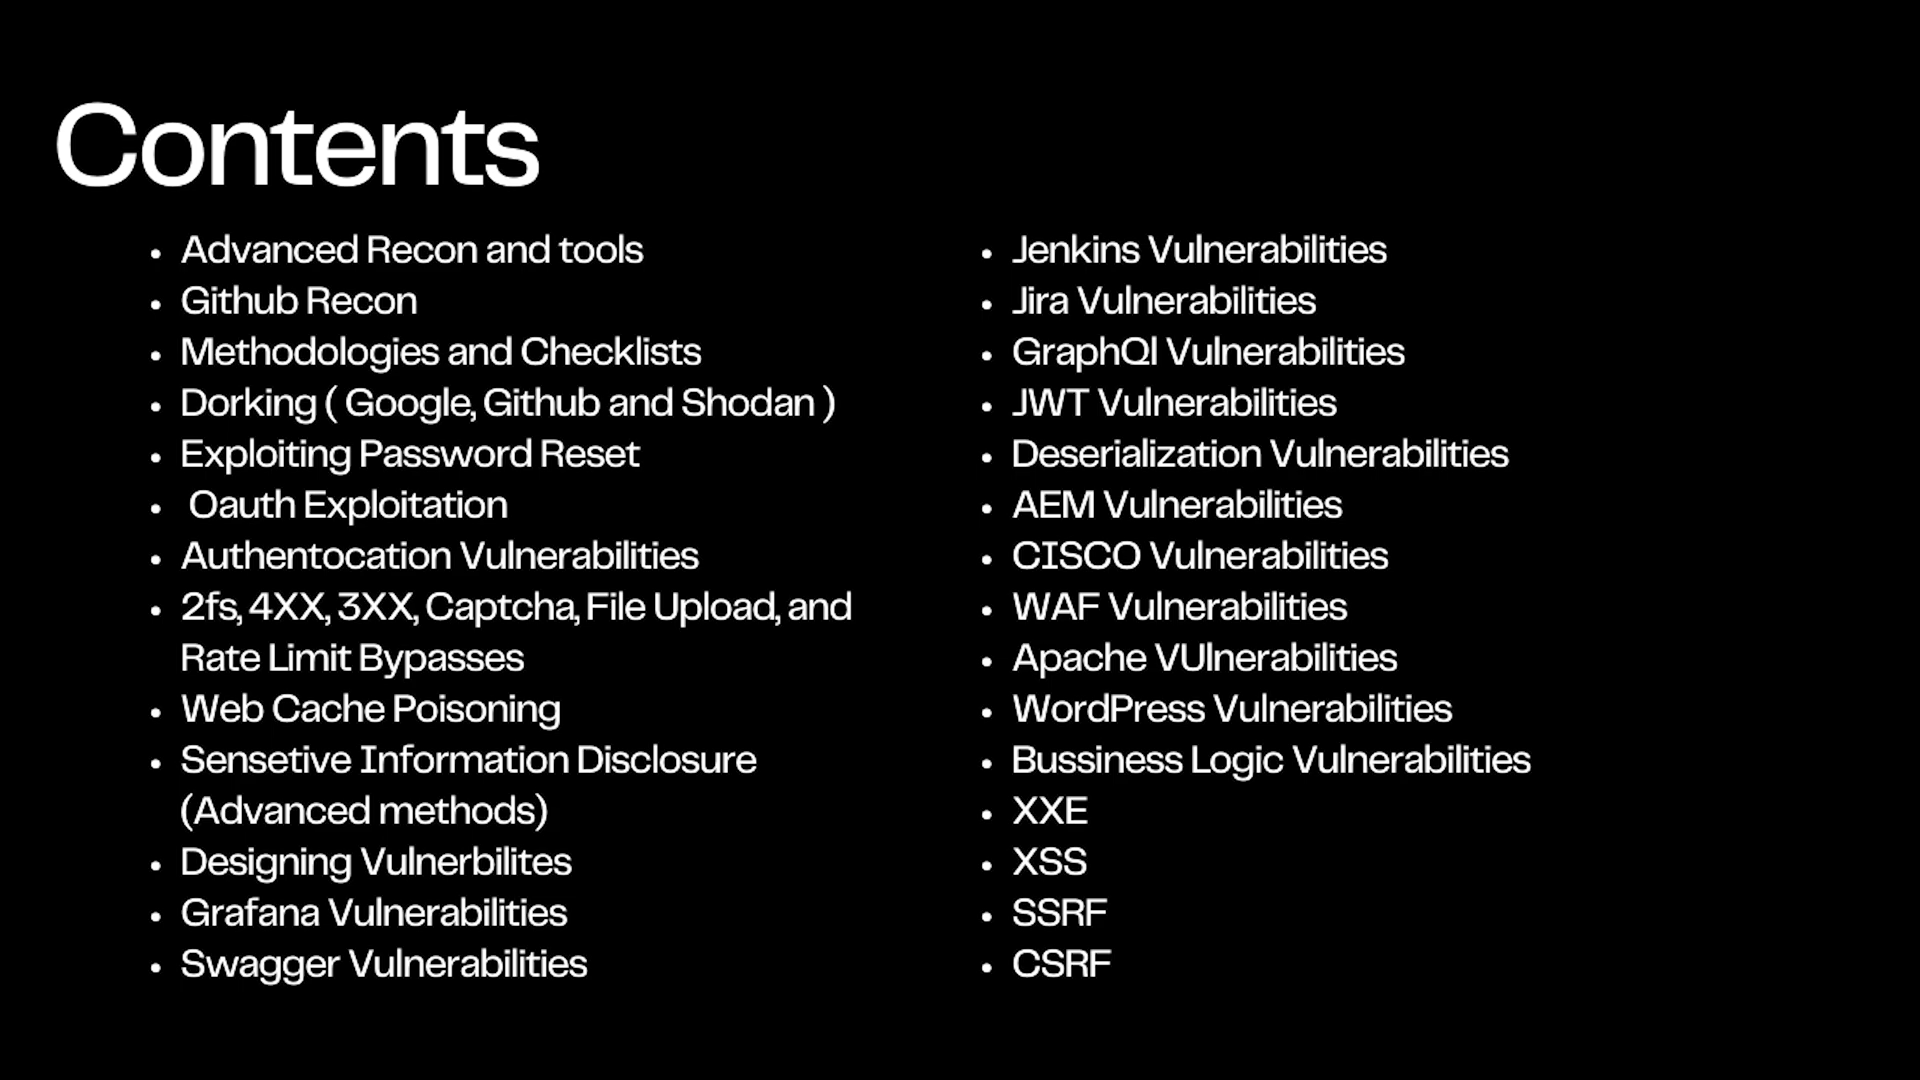 Contents
• Advanced Recon and tools
• Github Recon
• Methodologies and Checklists
• Dorking ( Google, Github and Shodan )
• Exploiting Password Reset
• Oauth Exploitation
• Authentocation Vulnerabilities
• 2fs, 4XX, 3XX, Captcha, File Upload, and
Rate Limit Bypasses
• Web Cache Poisoning
• Sensetive Information Disclosure
(Advanced methods)
• Designing Vulnerbilites
• Grafana Vulnerabilities
• Swagger Vulnerabilities
• Jenkins Vulnerabilities
• Jira Vulnerabilities
• GraphQl Vulnerabilities
• JWT Vulnerabilities
• Deserialization Vulnerabilities
• AEM Vulnerabilities
• CISCO Vulnerabilities
• WAF Vulnerabilities
• Apache VUlnerabilities
• WordPress Vulnerabilities
• Bussiness Logic Vulnerabilities
• XXE
• XSS
• SSRF
• CSRF